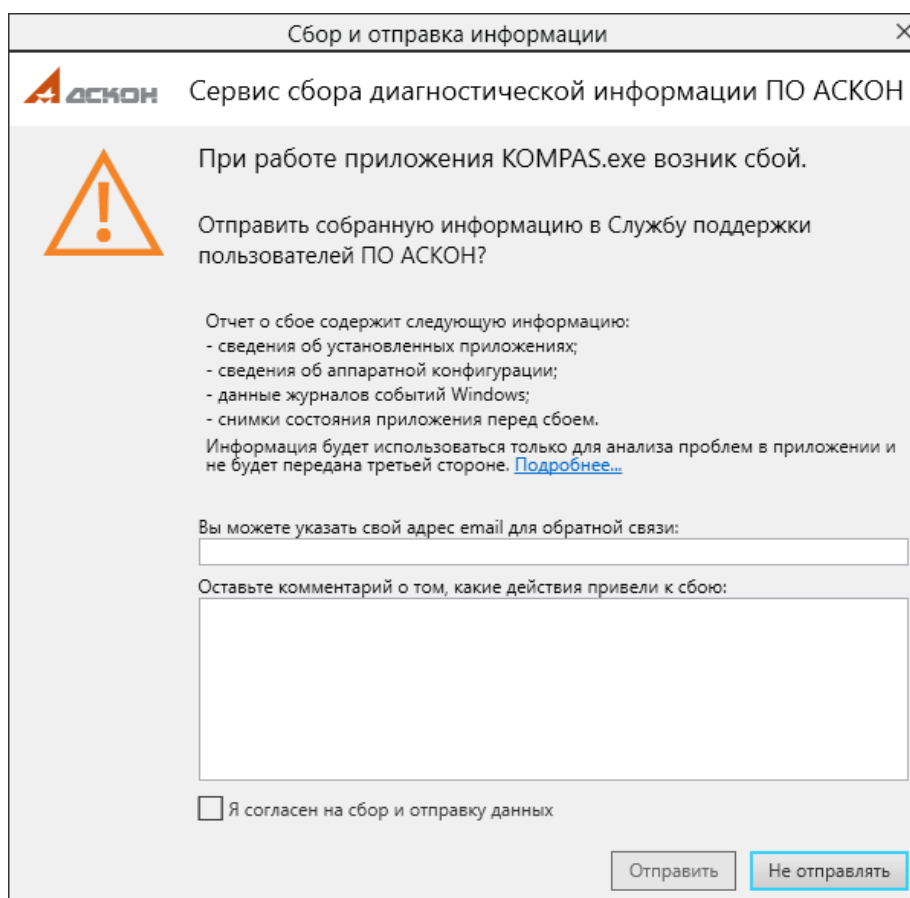 Сбор и отправка информации
АСКОН Сервис сбора диагностической информации ПО АСКОН
При работе приложения KOMPAS.exe возник сбой.
Отправить собранную информацию в Службу поддержки
пользователей ПО АСКОН?
Отчет о сбое содержит следующую информацию:
- сведения об установленных приложениях;
- сведения об аппаратной конфигурации;
- данные журналов событий Windows;
- снимки состояния приложения перед сбоем.
Информация будет использоваться только для анализа проблем в приложении и
не будет передана третьей стороне. Подробнее...
Вы можете указать свой адрес email для обратной связи:
Оставьте комментарий о том, какие действия привели к сбою:
Я согласен на сбор и отправку данных
Отправить Не отправлять